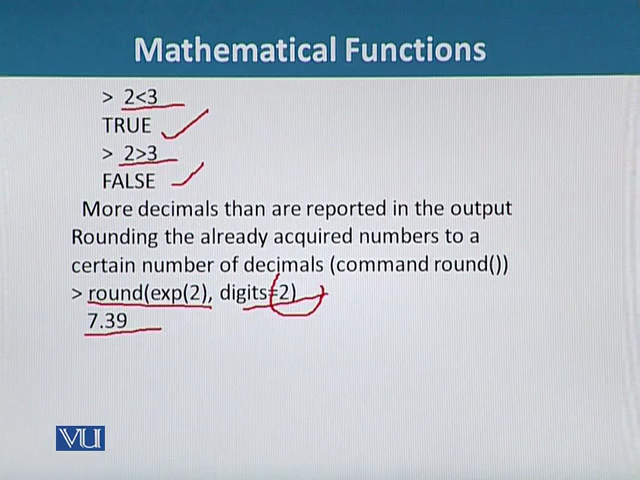 Mathematical Functions
> 2<3
TRUE
> 2>3
FALSE
More decimals than are reported in the output
Rounding the already acquired numbers to a
certain number of decimals (command round())
> round(exp(2), digits=2)
7.39
VU